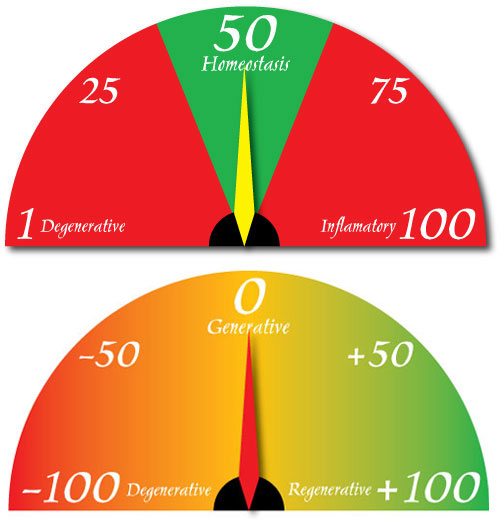 50
Homeostasis
25 75
1 Degenerative Inflamatory 100
0
Generative
-50 +50
-100 Degenerative Regenerative +100